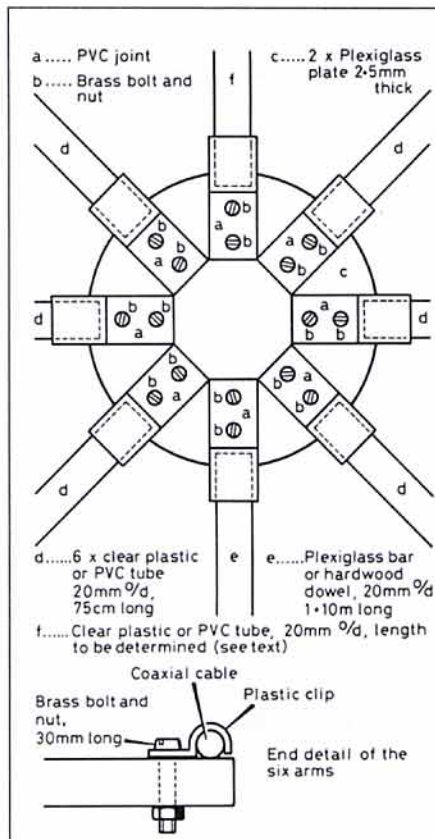 a ..... PVC joint
b ..... Brass bolt and
nut
c ..... 2 x Plexiglass
plate 2·5mm
thick
f
d
d
b
a
b
b
b
a
b
b
a
b
c
d
b
b
a
b
b
a
d
b
a
b
b
a
b
b
a
b
d
d
e
d ...... 6 x clear plastic
or PVC tube
20mm o/d,
75cm long
e ...... Plexiglass bar
or hardwood
dowel, 20mm o/d
1·10m long
f ..... Clear plastic or PVC tube, 20mm o/d, length
to be determined (see text)
Coaxial cable
Brass bolt and
nut,
30mm long
Plastic clip
End detail of the
six arms